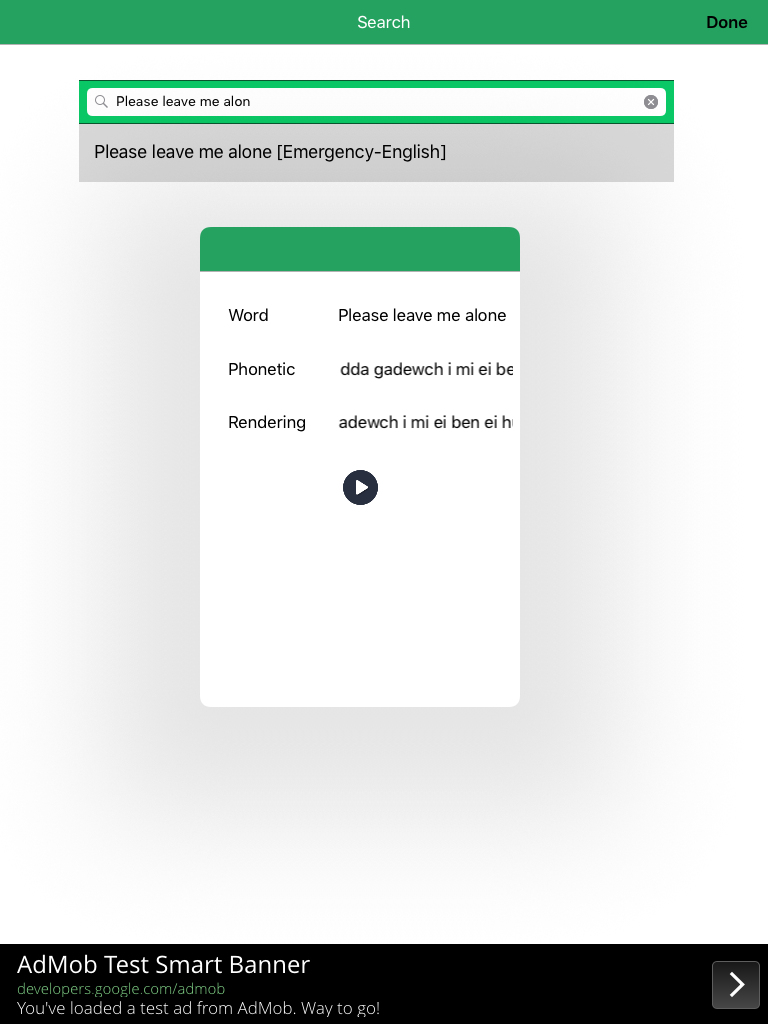 Search
Done
Please leave me alon
Please leave me alone [Emergency-English]
Word Please leave me alone
Phonetic dda gadewch i mi ei be
Rendering adewch i mi ei ben ei h
AdMob Test Smart Banner
developers.google.com/admob
You've loaded a test ad from AdMob. Way to go!